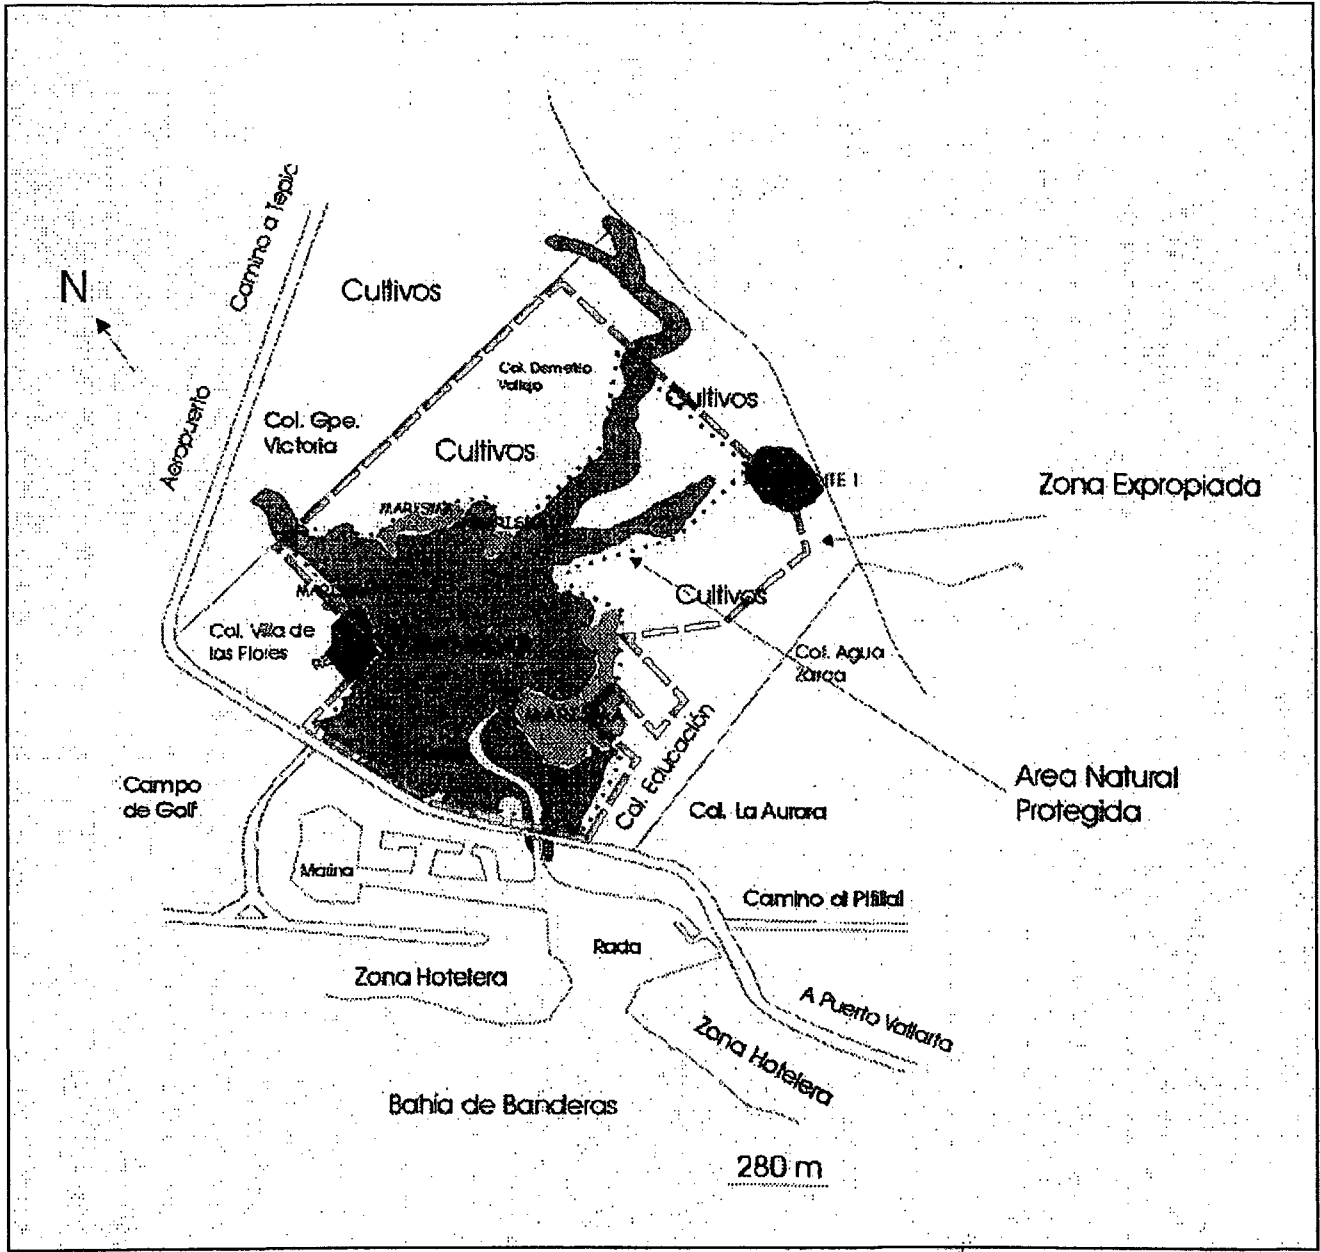 Camino a Tepic
N
Cultivos
Aeropuerto
Col. Demetrio
Vallejo
Cultivos
Col. Gpe.
Victoria
Cultivos
Zona Expropiada
MARISMA
Cultivos
Col. Villa de
las Flores
Col. Agua
Zarca
MARISMA
Col. Educación
Area Natural
Protegida
Campo
de Golf
Col. La Aurora
Marina
Camino al Pitillal
Rada
Zona Hotelera
A Puerto Vallarta
Zona Hotelera
Bahía de Banderas
280 m